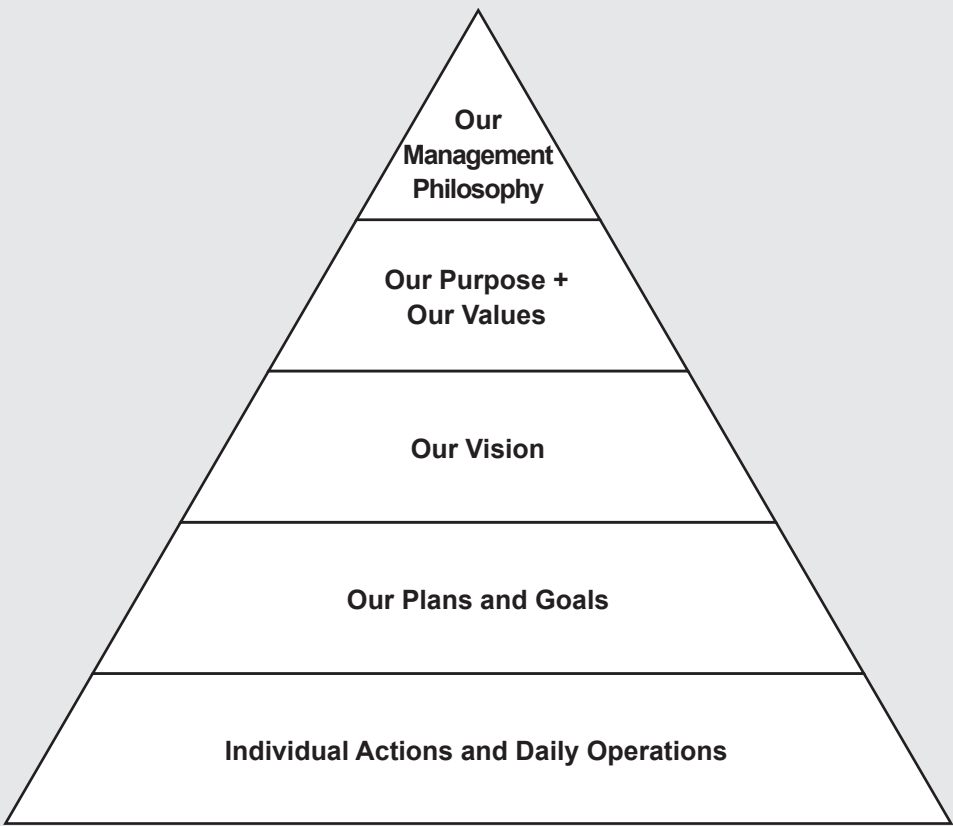 Our
Management
Philosophy
Our Purpose +
Our Values
Our Vision
Our Plans and Goals
Individual Actions and Daily Operations